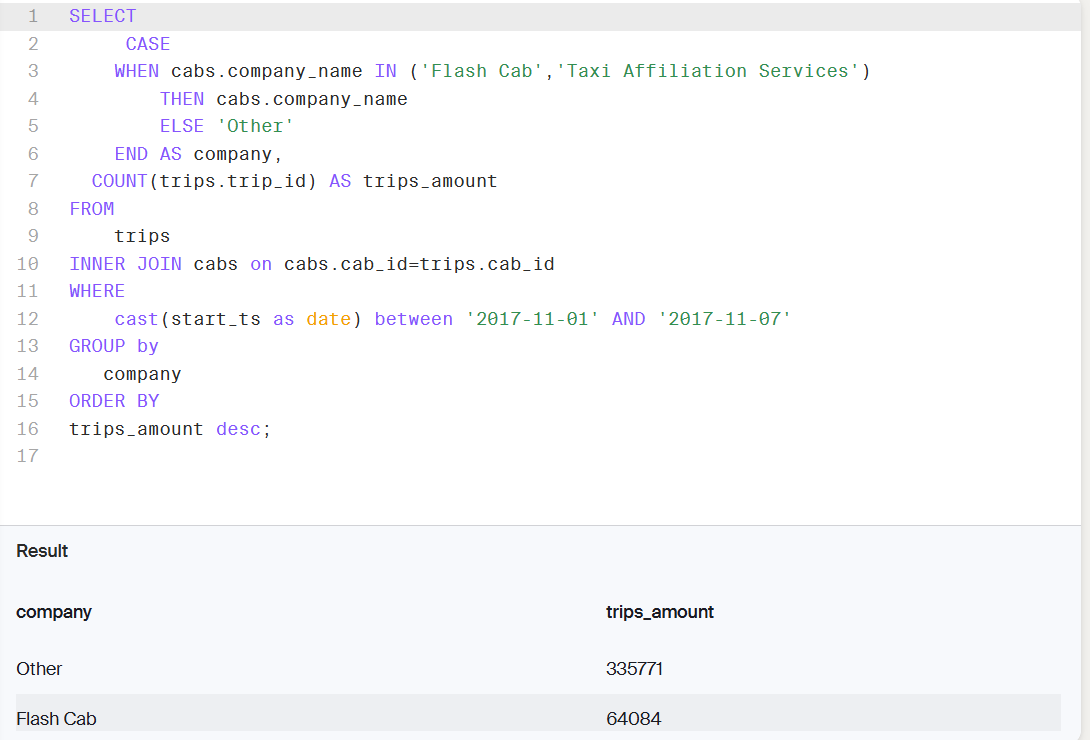 1 SELECT
2 CASE
3 WHEN cabs.company_name IN ('Flash Cab','Taxi Affiliation Services')
4 THEN cabs.company_name
5 ELSE 'Other'
6 END AS company,
7 COUNT(trips.trip_id) AS trips_amount
8 FROM
9 trips
10 INNER JOIN cabs on cabs.cab_id=trips.cab_id
11 WHERE
12 cast(start_ts as date) between '2017-11-01' AND '2017-11-07'
13 GROUP by
14 company
15 ORDER BY
16 trips_amount desc;
17
Result
company trips_amount
Other 335771
Flash Cab 64084